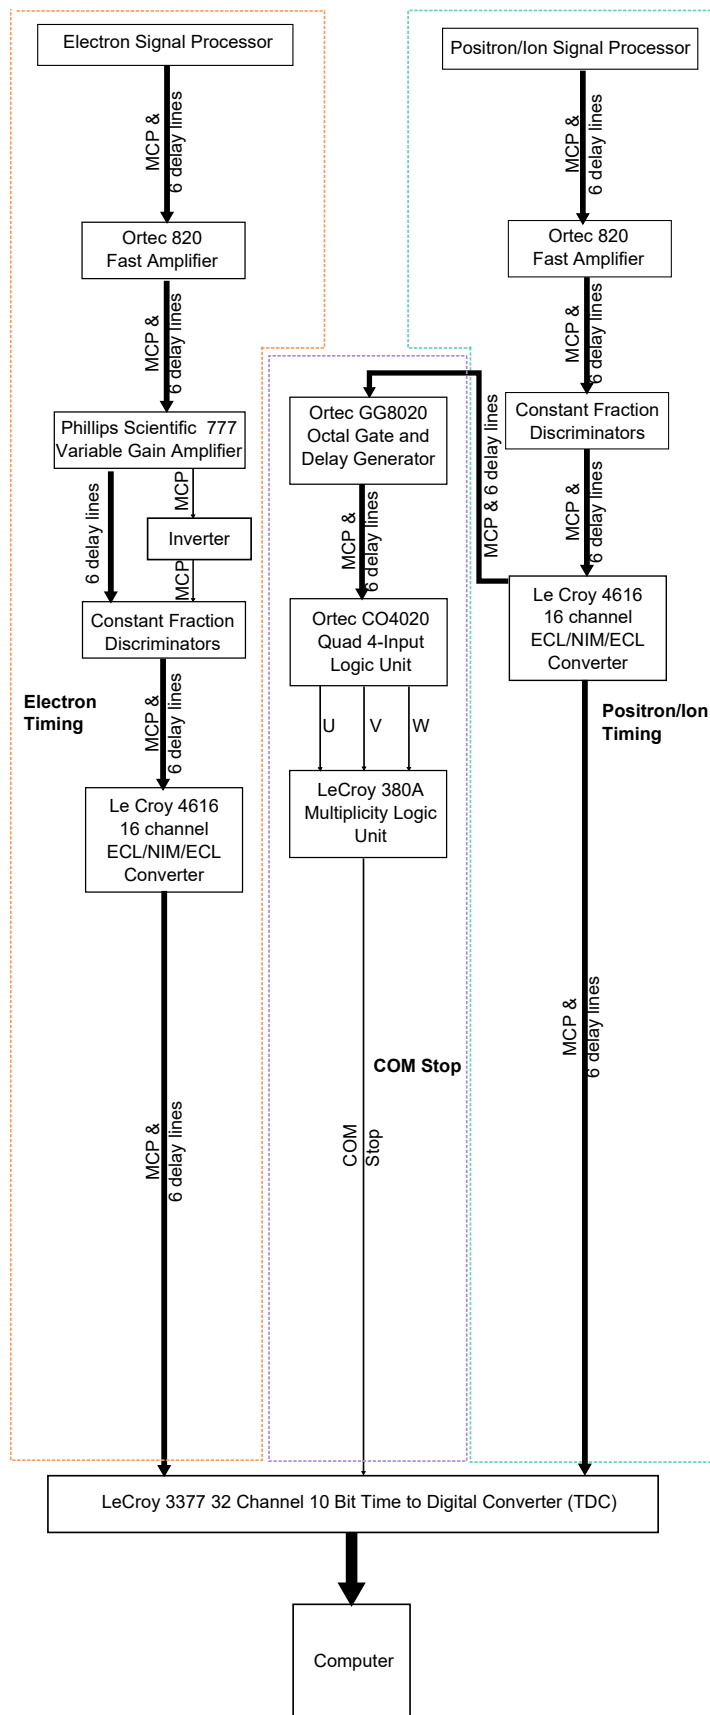 Electron Signal Processor
MCP &
6 delay lines
Ortec 820
Fast Amplifier
MCP &
6 delay lines
Phillips Scientific 777
Variable Gain Amplifier
6 delay lines
MCP
Inverter
MCP
Constant Fraction
Discriminators
Electron
Timing
MCP &
6 delay lines
Le Croy 4616
16 channel
ECL/NIM/ECL
Converter
MCP &
6 delay lines
Ortec GG8020
Octal Gate and
Delay Generator
MCP &
6 delay lines
Ortec CO4020
Quad 4-Input
Logic Unit
U
V
W
LeCroy 380A
Multiplicity Logic
Unit
COM Stop
COM
Stop
Positron/Ion Signal Processor
MCP &
6 delay lines
Ortec 820
Fast Amplifier
MCP &
6 delay lines
Constant Fraction
Discriminators
MCP &
6 delay lines
MCP & 6 delay lines
Le Croy 4616
16 channel
ECL/NIM/ECL
Converter
Positron/Ion
Timing
MCP &
6 delay lines
LeCroy 3377 32 Channel 10 Bit Time to Digital Converter (TDC)
Computer